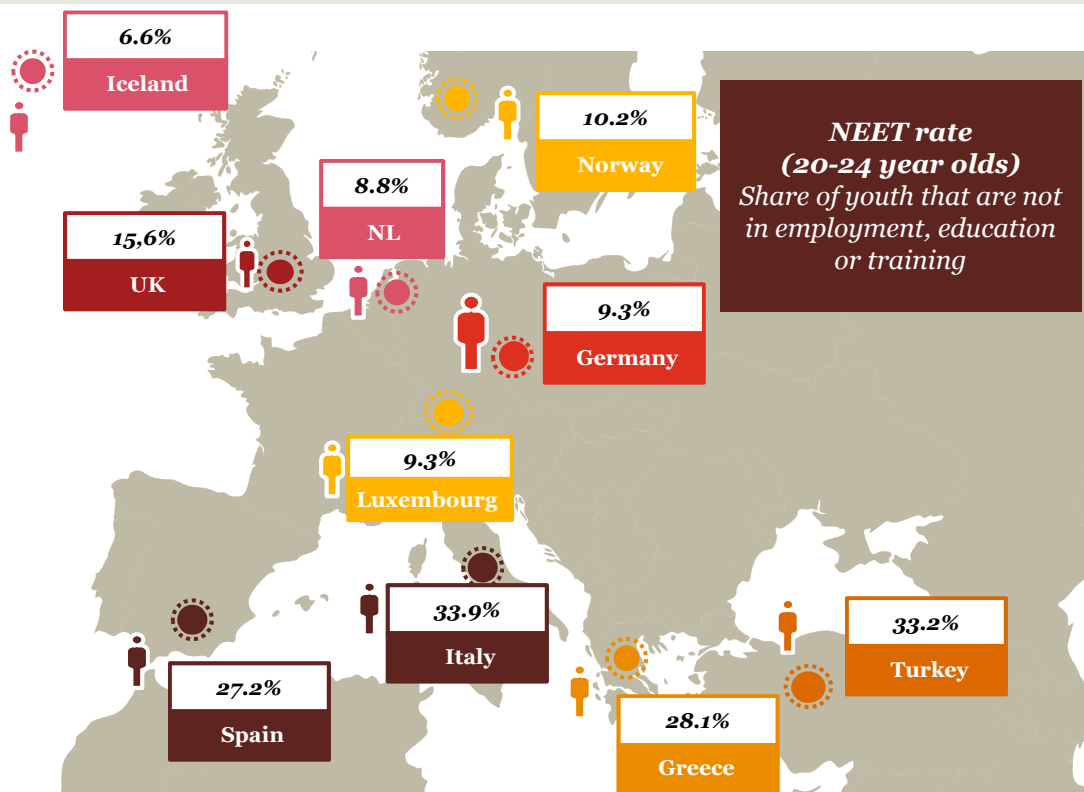 6.6%
Iceland
10.2%
Norway
NEET rate
(20-24 year olds)
Share of youth that are not
in employment, education
or training
8.8%
NL
15,6%
UK
9.3%
Germany
9.3%
Luxembourg
33.9%
Italy
33.2%
Turkey
27.2%
Spain
28.1%
Greece